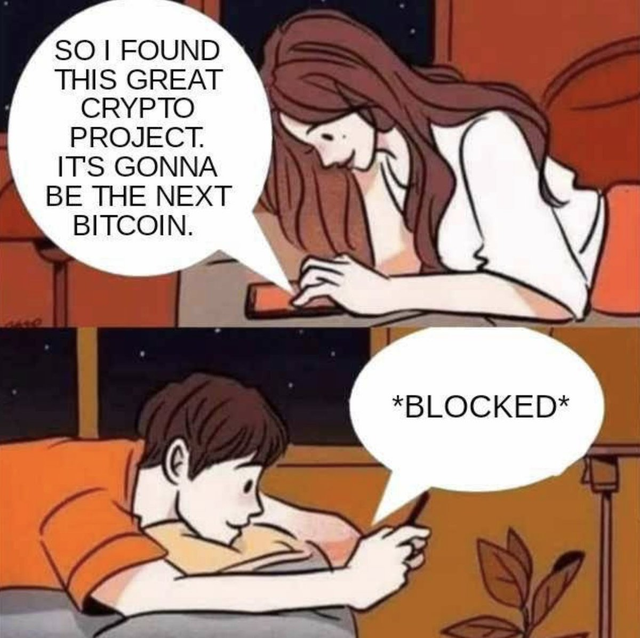 SO I FOUND
THIS GREAT
CRYPTO
PROJECT.
IT'S GONNA
BE THE NEXT
BITCOIN.
*BLOCKED*